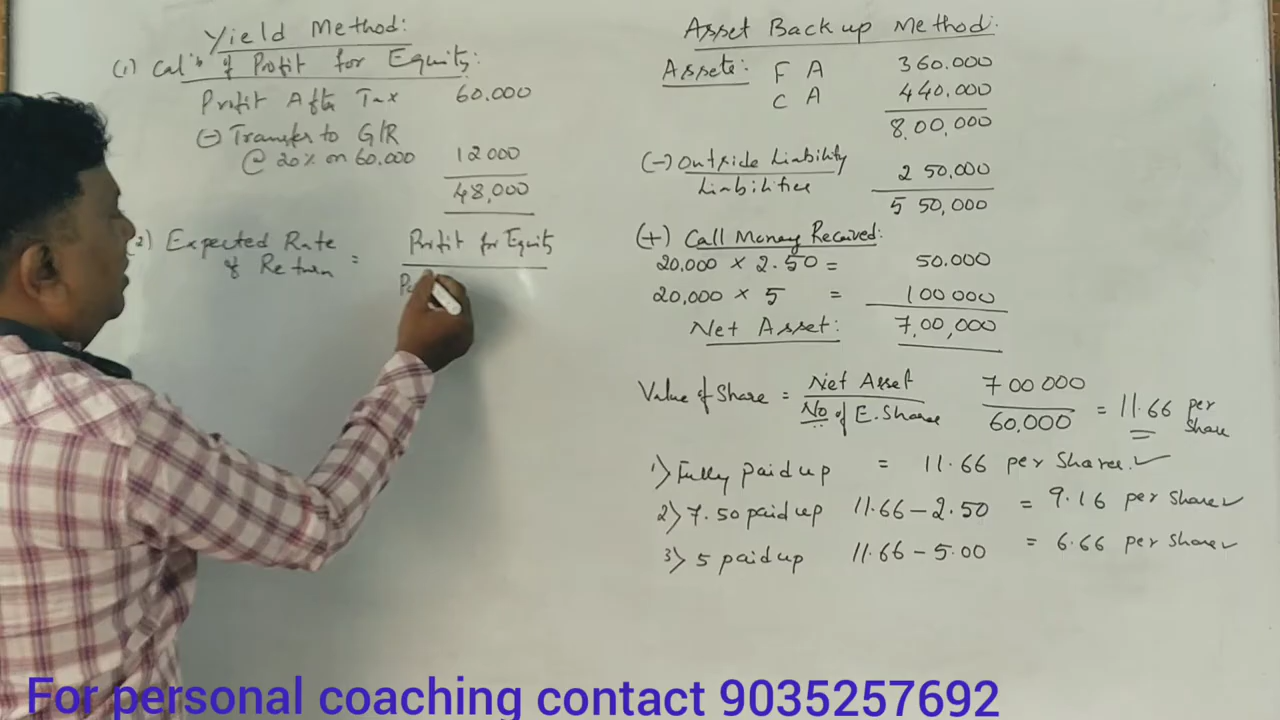 Yield Method:
(1) Cal^n of Profit for Equity:
Profit After Tax 60.000
(-) Transfer to G/R
@ 20% on 60.000 12000
48,000
2) Expected Rate of Return = Profit for Equity
Asset Backup Method:
Assets: F A 360.000
C A 440.000
8,00,000
(-) Outside Liability
Liabilities 2 50,000
5 50,000
(+) Call Money Received:
20.000 × 2.50 = 50.000
20,000 × 5 = 100 000
Net Asset: 7,00,000
Value of Share = Net Asset / No of E. Share 700 000 / 60,000 = 11.66 per Share
1) Fully paid up = 11.66 per Share ✓
2) 7.50 paid up 11.66 – 2.50 = 9.16 per Share ✓
3) 5 paid up 11.66 – 5.00 = 6.66 per Share ✓
For personal coaching contact 9035257692